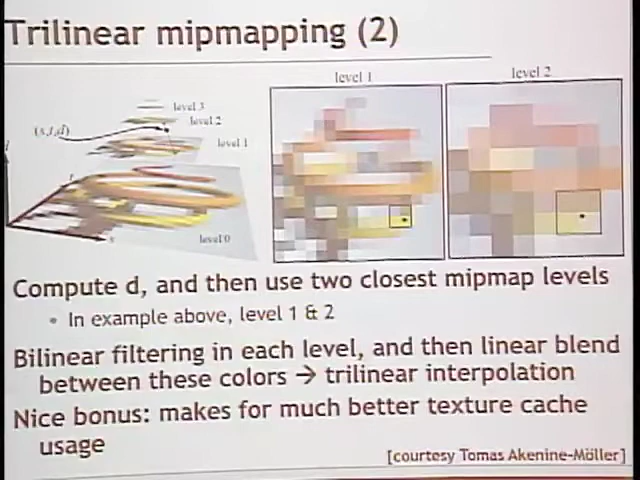 Trilinear mipmapping (2)
level 1
level 2
level 3
level 2
(s,t,d)
level 1
level 0
Compute d, and then use two closest mipmap levels
• In example above, level 1 & 2
Bilinear filtering in each level, and then linear blend
between these colors → trilinear interpolation
Nice bonus: makes for much better texture cache
usage
[courtesy Tomas Akenine-Möller]